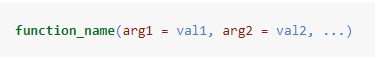 function_name(arg1 = val1, arg2 = val2, ...)